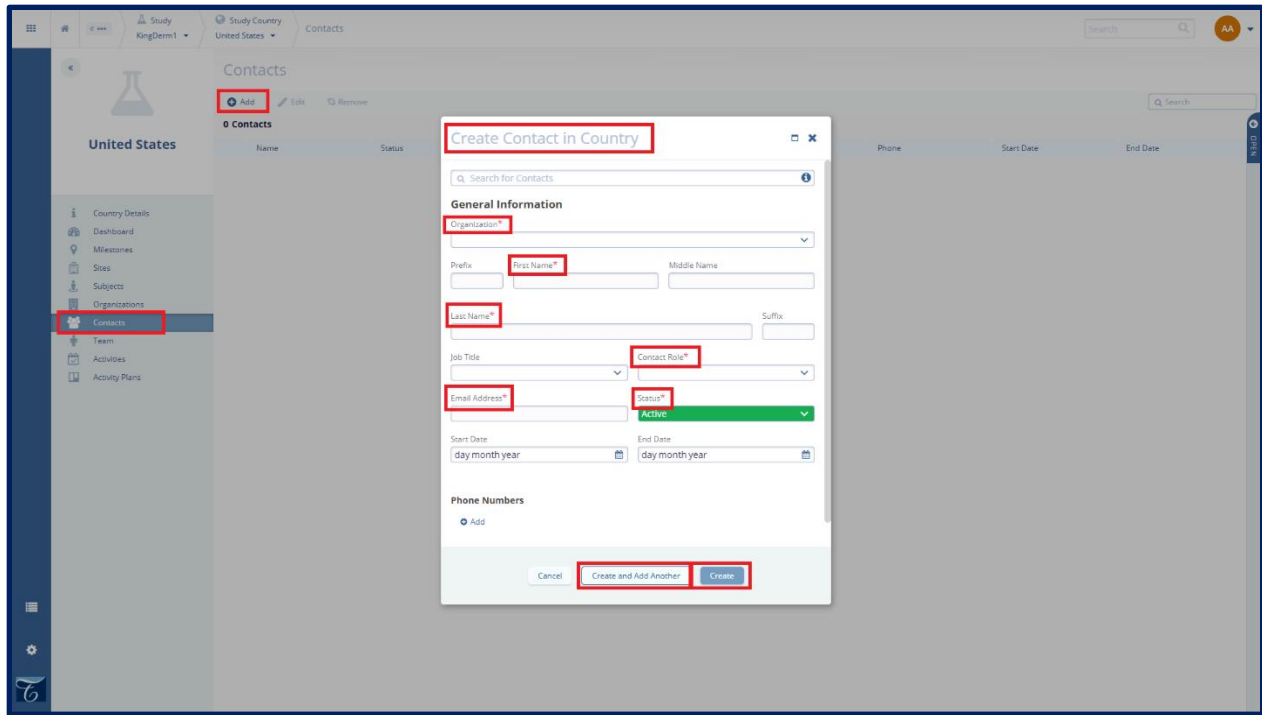 Study
Study Country
KingDerm1
United States
Contacts
Search
AA
Contacts
Add Edit Remove
Search
0 Contacts
OPEN
United States
Name Status Phone Start Date End Date
Create Contact in Country
Search for Contacts
General Information
Organization*
Prefix First Name* Middle Name
Last Name* Suffix
Job Title Contact Role*
Email Address* Status*
Active
Start Date End Date
day month year day month year
Phone Numbers
Add
Cancel Create and Add Another Create
Country Details
Dashboard
Milestones
Sites
Subjects
Organizations
Contacts
Team
Activities
Activity Plans